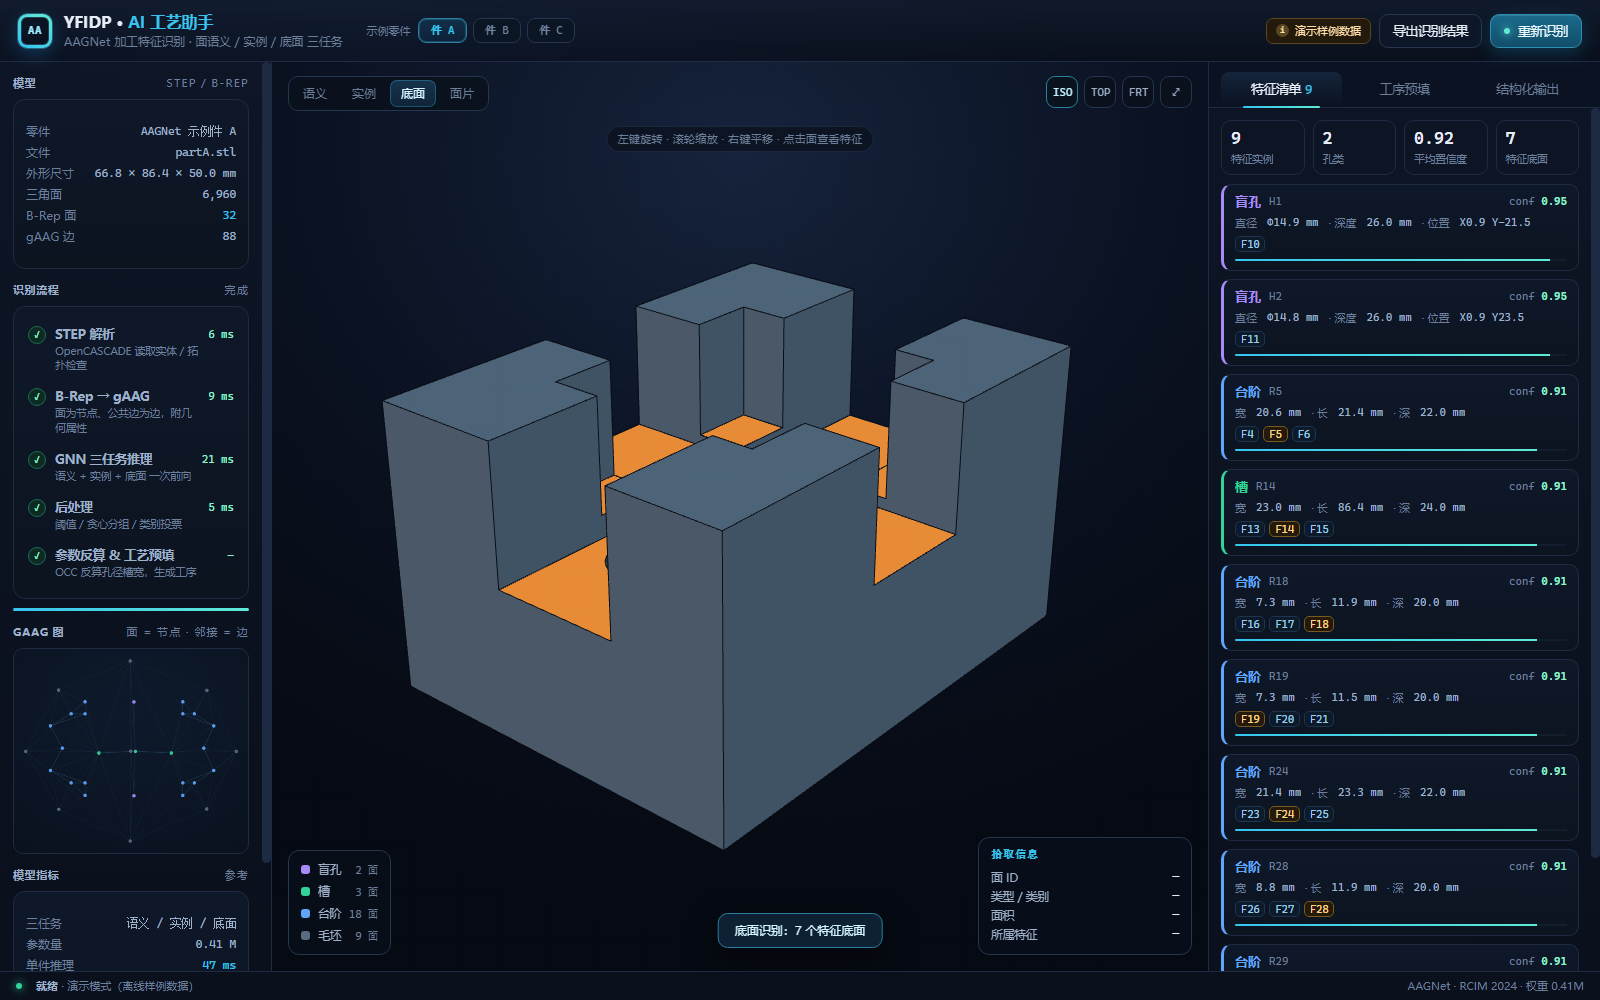 AA
YFIDP • AI 工艺助手
AAGNet 加工特征识别 · 面语义 / 实例 / 底面 三任务
示例零件 件 A 件 B 件 C
演示样例数据
导出识别结果
重新识别
模型 STEP / B-REP
零件 AAGNet 示例件 A
文件 partA.stl
外形尺寸 66.8 × 86.4 × 50.0 mm
三角面 6,960
B-Rep 面 32
gAAG 边 88
识别流程 完成
STEP 解析 6 ms
OpenCASCADE 读取实体 / 拓
扑检查
B-Rep → gAAG 9 ms
面为节点、公共边为边，附几
何属性
GNN 三任务推理 21 ms
语义 + 实例 + 底面 一次前向
后处理 5 ms
阈值 / 贪心分组 / 类别投票
参数反算 & 工艺预填 —
OCC 反算孔径槽宽，生成工序
GAAG 图 面 = 节点 · 邻接 = 边
模型指标 参考
三任务 语义 / 实例 / 底面
参数量 0.41 M
单件推理 47 ms
语义 实例 底面 面片
ISO TOP FRT
左键旋转 · 滚轮缩放 · 右键平移 · 点击面查看特征
盲孔 2 面
槽 3 面
台阶 18 面
毛坯 9 面
底面识别：7 个特征底面
拾取信息
面 ID —
类型 / 类别 —
面积 —
所属特征 —
特征清单 9 工序预填 结构化输出
9 2 0.92 7
特征实例 孔类 平均置信度 特征底面
盲孔 H1 conf 0.95
直径 Φ14.9 mm · 深度 26.0 mm · 位置 X0.9 Y-21.5
F10
盲孔 H2 conf 0.95
直径 Φ14.8 mm · 深度 26.0 mm · 位置 X0.9 Y23.5
F11
台阶 R5 conf 0.91
宽 20.6 mm · 长 21.4 mm · 深 22.0 mm
F4 F5 F6
槽 R14 conf 0.91
宽 23.0 mm · 长 86.4 mm · 深 24.0 mm
F13 F14 F15
台阶 R18 conf 0.91
宽 7.3 mm · 长 11.9 mm · 深 20.0 mm
F16 F17 F18
台阶 R19 conf 0.91
宽 7.3 mm · 长 11.5 mm · 深 20.0 mm
F19 F20 F21
台阶 R24 conf 0.91
宽 21.4 mm · 长 23.3 mm · 深 22.0 mm
F23 F24 F25
台阶 R28 conf 0.91
宽 8.8 mm · 长 11.9 mm · 深 20.0 mm
F26 F27 F28
台阶 R29 conf 0.91
就绪 · 演示模式（离线样例数据）
AAGNet · RCIM 2024 · 权重 0.41M